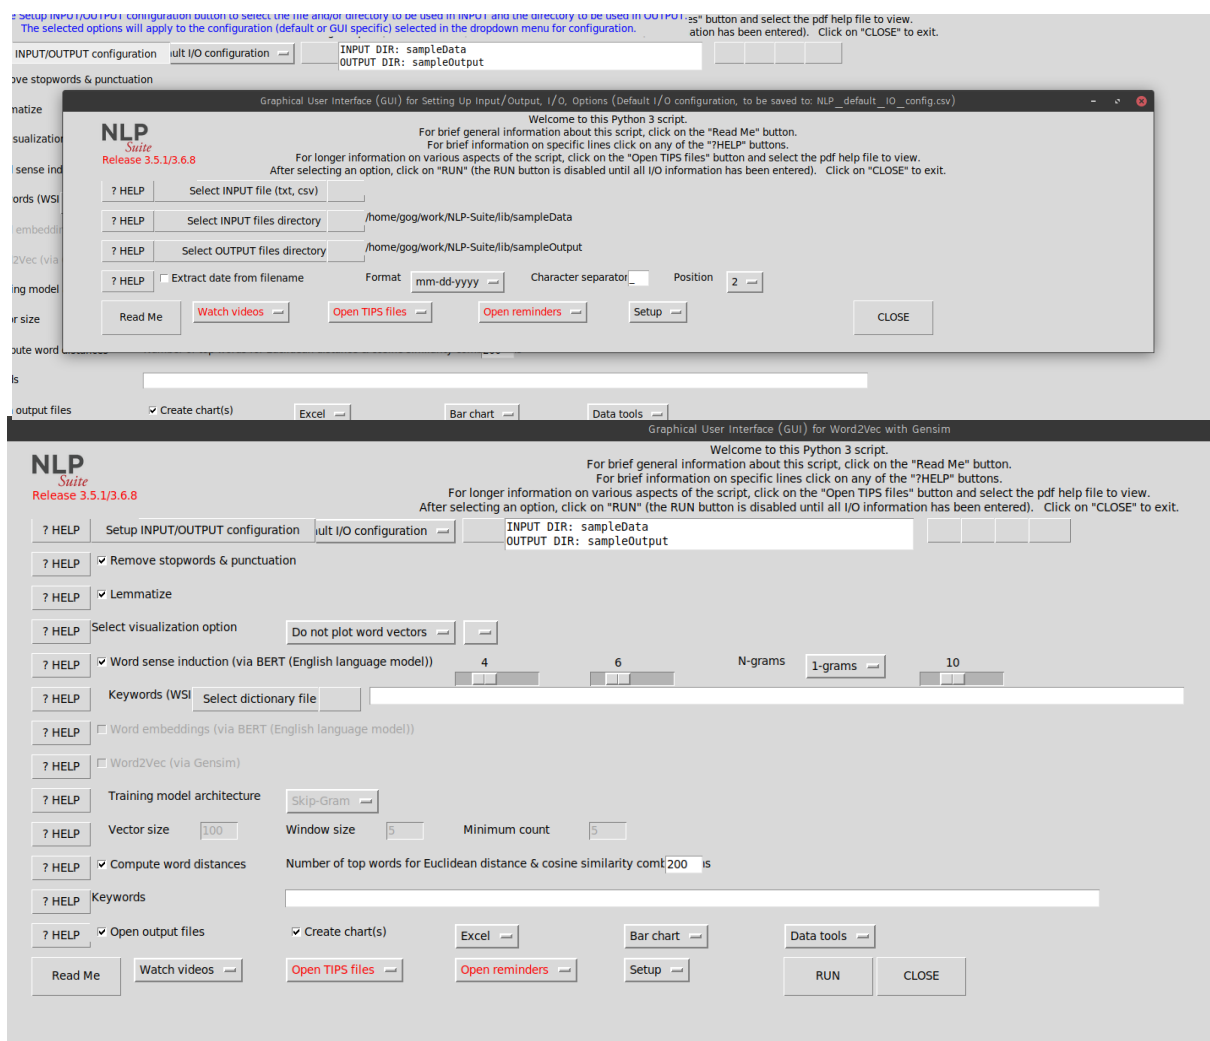 e Setup INPUT/OUTPUT configuration button to select the file and/or directory to be used in INPUT and the directory to be used in OUTPUT.
es" button and select the pdf help file to view.
The selected options will apply to the configuration (default or GUI specific) selected in the dropdown menu for configuration.
ation has been entered). Click on "CLOSE" to exit.
INPUT/OUTPUT configuration
ult I/O configuration
INPUT DIR: sampleData
OUTPUT DIR: sampleOutput
ove stopwords & punctuation
matize
Graphical User Interface (GUI) for Setting Up Input/Output, I/O, Options (Default I/O configuration, to be saved to: NLP_default_IO_config.csv)
Welcome to this Python 3 script.
NLP
Suite
Release 3.5.1/3.6.8
For brief general information about this script, click on the "Read Me" button.
For brief information on specific lines click on any of the "?HELP" buttons.
For longer information on various aspects of the script, click on the "Open TIPS files" button and select the pdf help file to view.
After selecting an option, click on "RUN" (the RUN button is disabled until all I/O information has been entered). Click on "CLOSE" to exit.
sualization
sense ind
ords (WSI
embeddin
2Vec (via
ing model
or size
pute word distances
? HELP Select INPUT file (txt, csv)
? HELP Select INPUT files directory /home/gog/work/NLP-Suite/lib/sampleData
? HELP Select OUTPUT files directory /home/gog/work/NLP-Suite/lib/sampleOutput
? HELP Extract date from filename Format mm-dd-yyyy Character separator _ Position 2
Read Me Watch videos Open TIPS files Open reminders Setup CLOSE
ls
output files Create chart(s) Excel Bar chart Data tools
Graphical User Interface (GUI) for Word2Vec with Gensim
Welcome to this Python 3 script.
NLP
Suite
Release 3.5.1/3.6.8
For brief general information about this script, click on the "Read Me" button.
For brief information on specific lines click on any of the "?HELP" buttons.
For longer information on various aspects of the script, click on the "Open TIPS files" button and select the pdf help file to view.
After selecting an option, click on "RUN" (the RUN button is disabled until all I/O information has been entered). Click on "CLOSE" to exit.
? HELP Setup INPUT/OUTPUT configuration ult I/O configuration
INPUT DIR: sampleData
OUTPUT DIR: sampleOutput
? HELP Remove stopwords & punctuation
? HELP Lemmatize
? HELP Select visualization option Do not plot word vectors
? HELP Word sense induction (via BERT (English language model)) 4 6 N-grams 1-grams 10
? HELP Keywords (WSI Select dictionary file
? HELP Word embeddings (via BERT (English language model))
? HELP Word2Vec (via Gensim)
? HELP Training model architecture Skip-Gram
? HELP Vector size 100 Window size 5 Minimum count 5
? HELP Compute word distances Number of top words for Euclidean distance & cosine similarity comb 200 ns
? HELP Keywords
? HELP Open output files Create chart(s) Excel Bar chart Data tools
Read Me Watch videos Open TIPS files Open reminders Setup RUN CLOSE